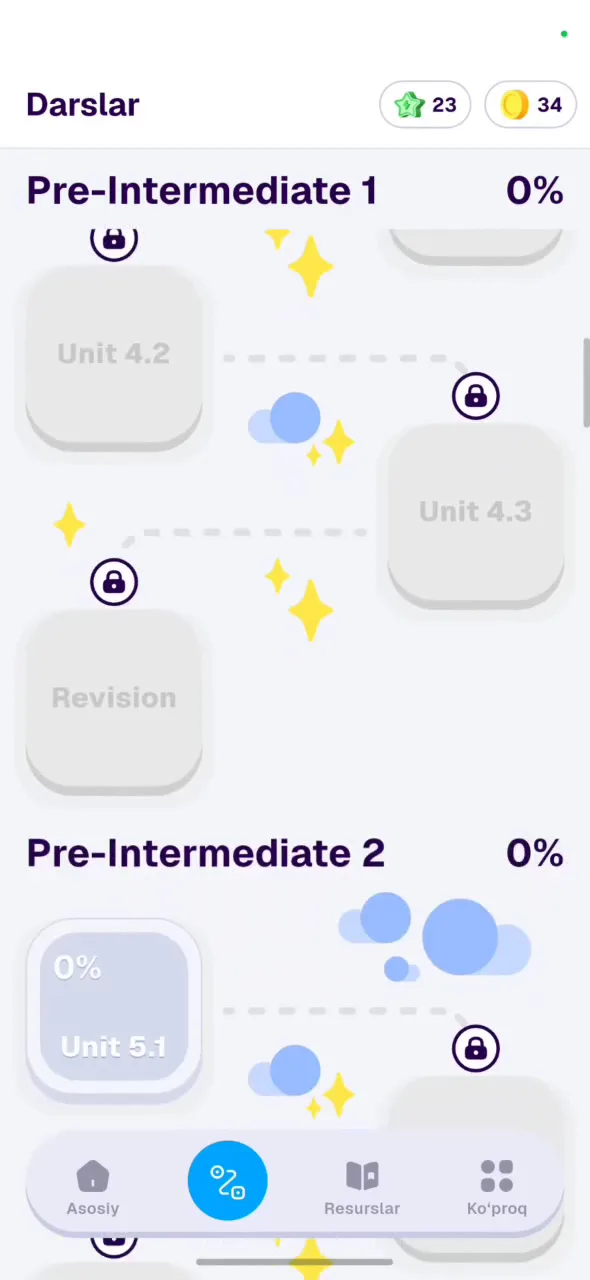 Darslar
23
34
Pre-Intermediate 1
0%
Unit 4.2
Unit 4.3
Revision
Pre-Intermediate 2
0%
0%
Unit 5.1
Asosiy
Resurslar
Ko‘proq